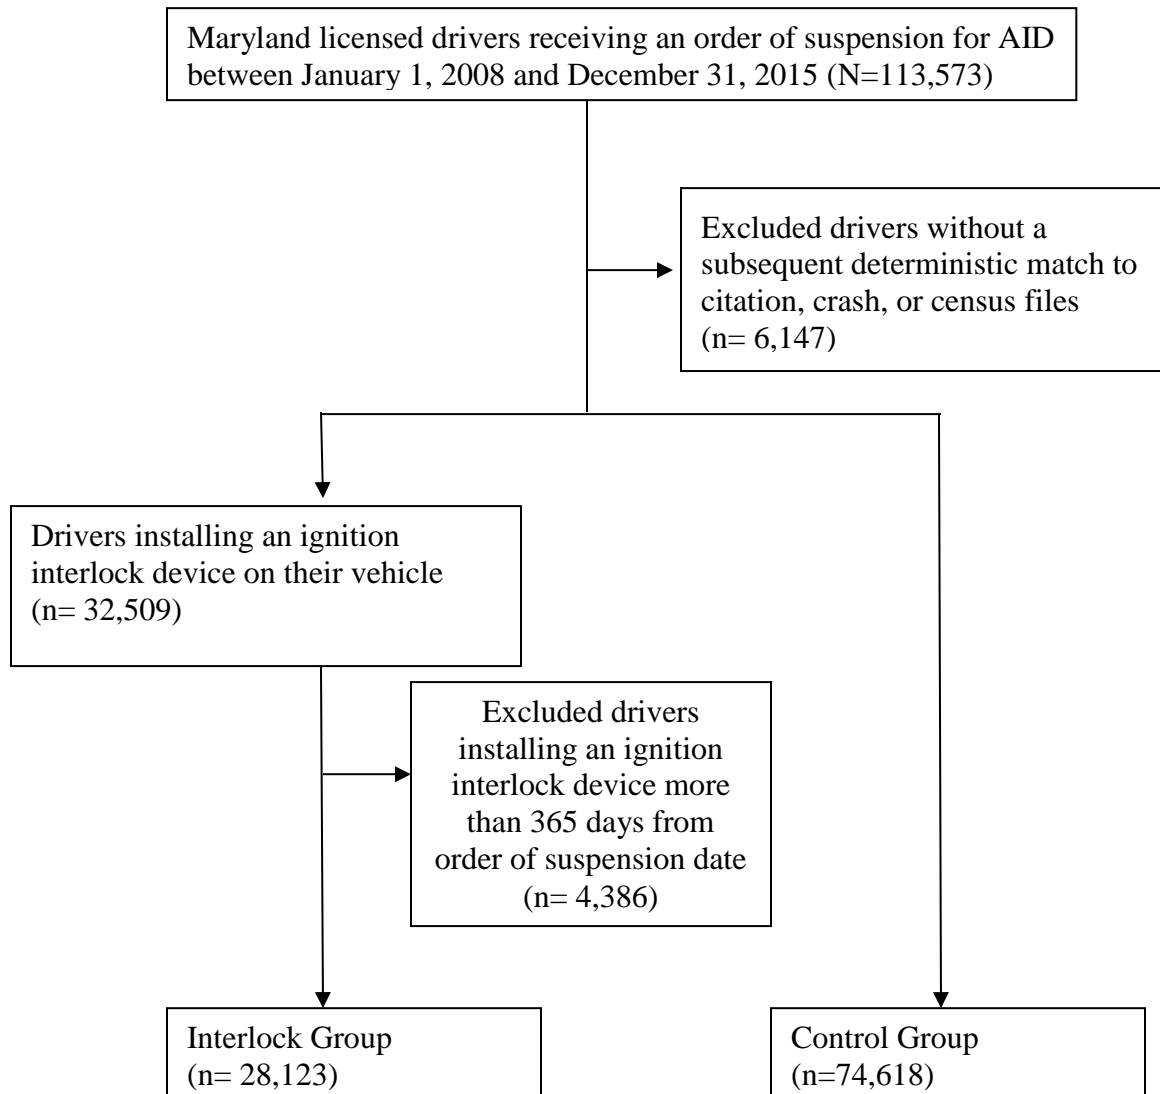 Maryland licensed drivers receiving an order of suspension for AID
between January 1, 2008 and December 31, 2015 (N=113,573)
Excluded drivers without a
subsequent deterministic match to
citation, crash, or census files
(n= 6,147)
Drivers installing an ignition
interlock device on their vehicle
(n= 32,509)
Excluded drivers
installing an ignition
interlock device more
than 365 days from
order of suspension date
(n= 4,386)
Interlock Group
(n= 28,123)
Control Group
(n=74,618)